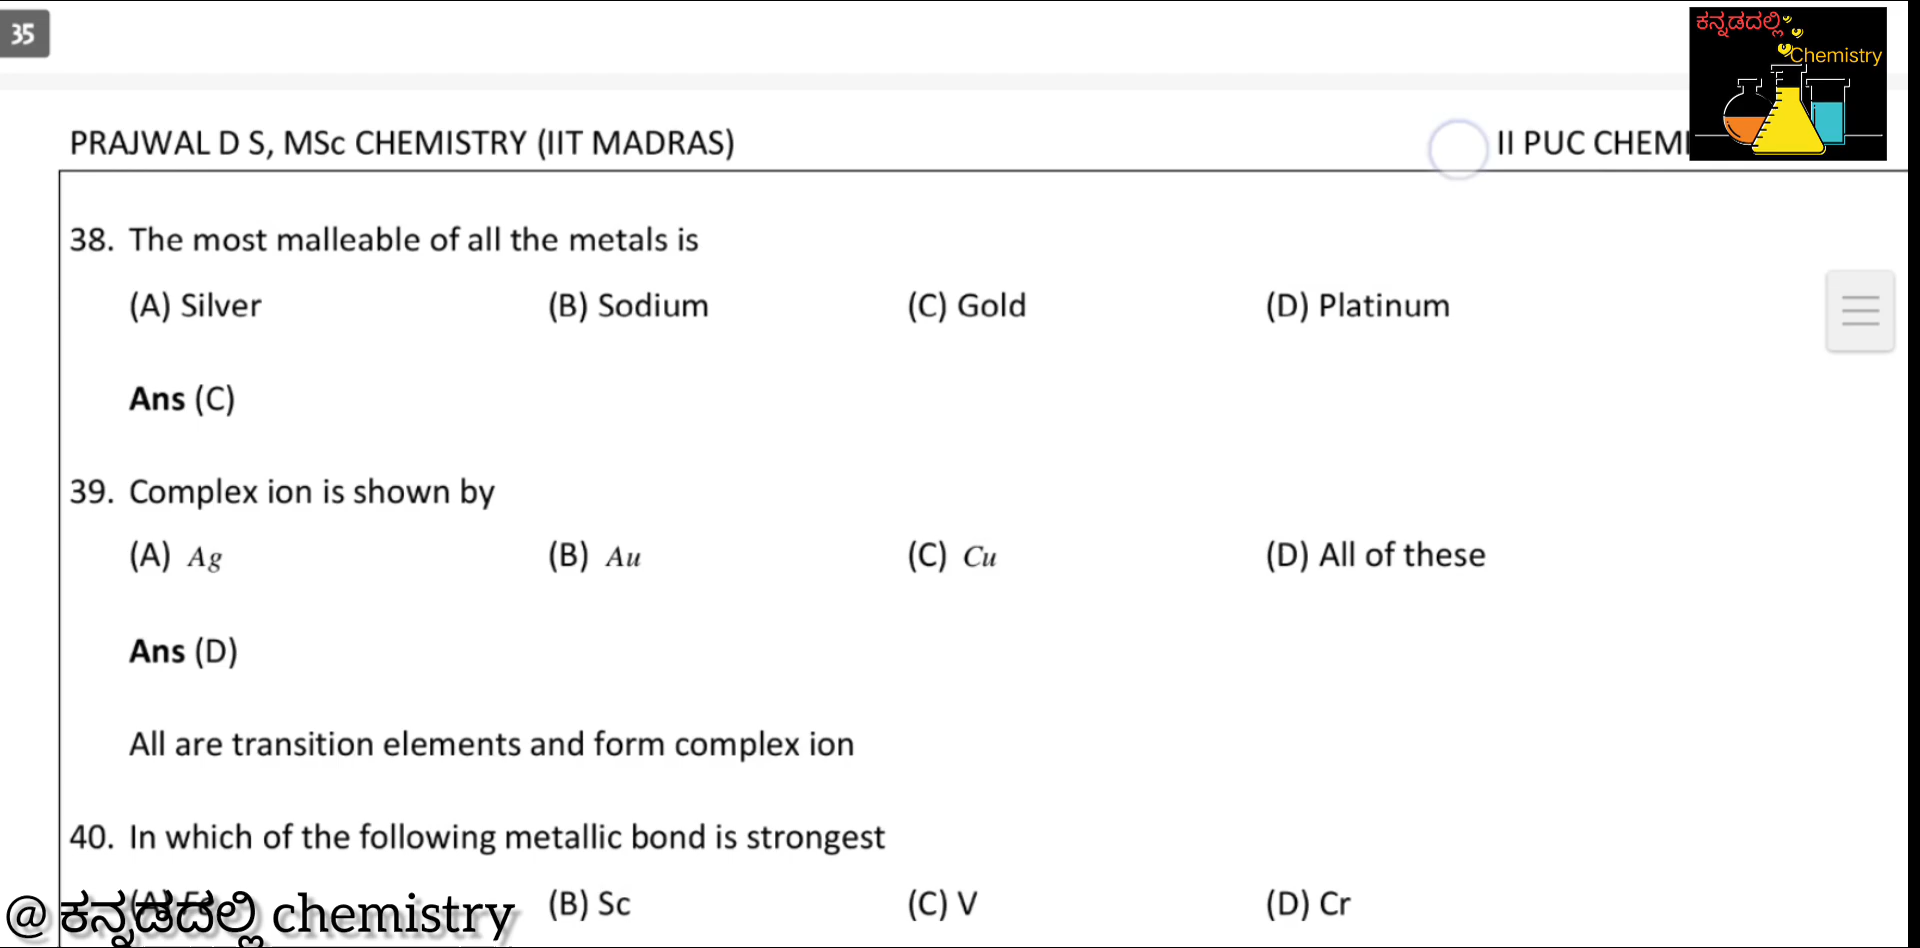 35
ಕನ್ನಡದಲ್ಲಿ
Chemistry
PRAJWAL D S, MSc CHEMISTRY (IIT MADRAS)
II PUC CHEMI
38. The most malleable of all the metals is
(A) Silver (B) Sodium (C) Gold (D) Platinum
Ans (C)
39. Complex ion is shown by
(A) Ag (B) Au (C) Cu (D) All of these
Ans (D)
All are transition elements and form complex ion
40. In which of the following metallic bond is strongest
(B) Sc (C) V (D) Cr
@ಕನ್ನಡದಲ್ಲಿ chemistry